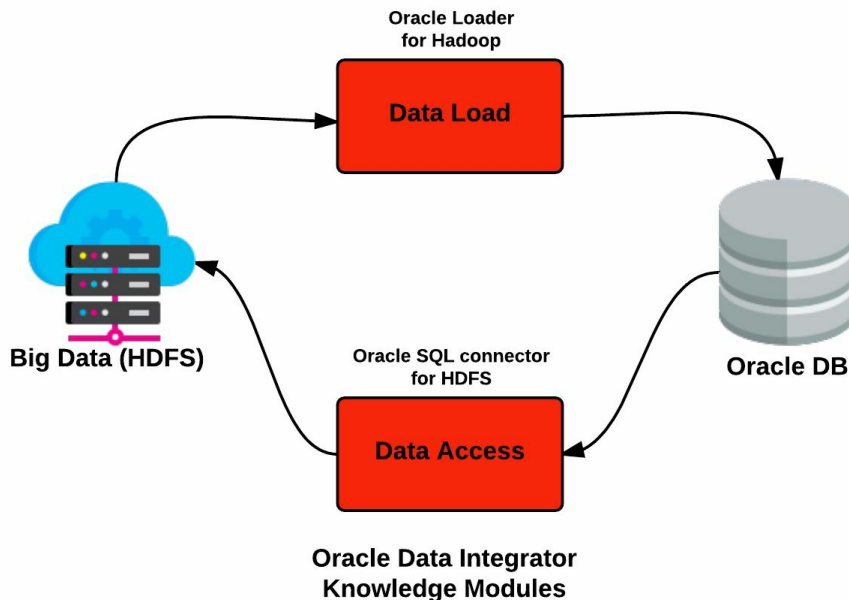 Oracle Loader
for Hadoop
Data Load
Big Data (HDFS)
Oracle DB
Oracle SQL connector
for HDFS
Data Access
Oracle Data Integrator
Knowledge Modules